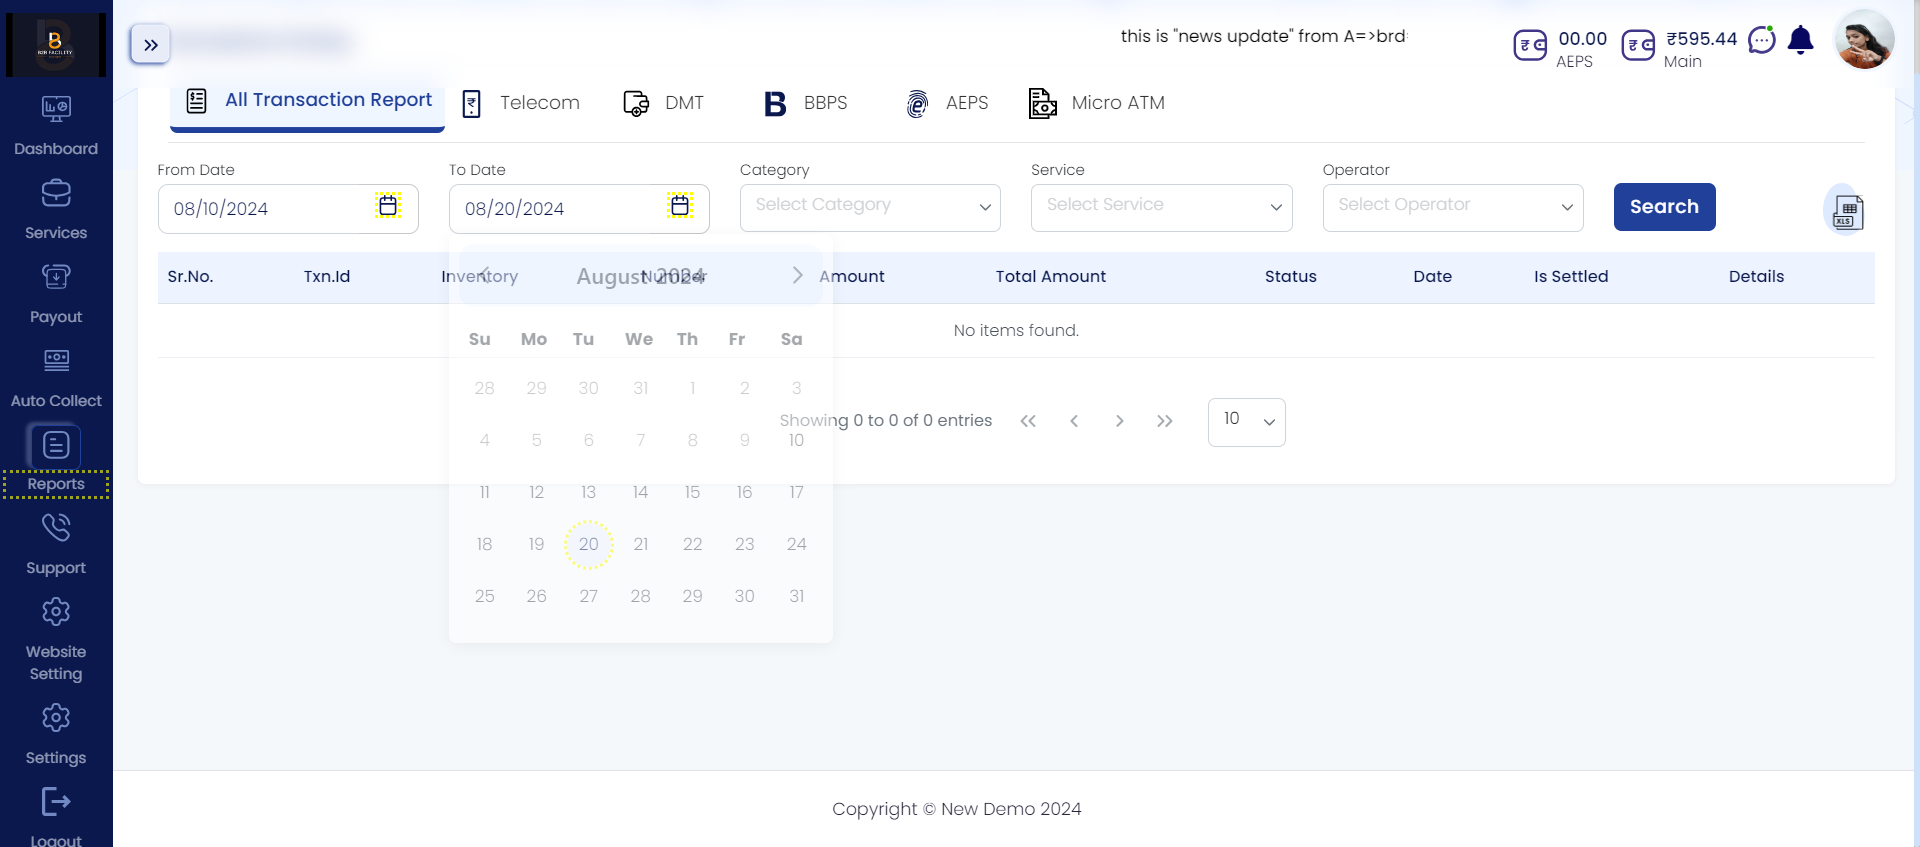 this is "news update" from A=>brd
₹ 00.00
AEPS
₹ ₹595.44
Main
B2B FACILITY
Dashboard
Services
Payout
Auto Collect
Reports
Support
Website
Setting
Settings
Logout
All Transaction Report
Telecom
DMT
BBPS
AEPS
Micro ATM
From Date
To Date
Category
Service
Operator
08/10/2024
08/20/2024
Select Category
Select Service
Select Operator
Search
XLS
Sr.No.
Txn.Id
Inventory
Number
Amount
Total Amount
Status
Date
Is Settled
Details
No items found.
Showing 0 to 0 of 0 entries
10
August 2024
Su Mo Tu We Th Fr Sa
28 29 30 31 1 2 3
4 5 6 7 8 9 10
11 12 13 14 15 16 17
18 19 20 21 22 23 24
25 26 27 28 29 30 31
Copyright © New Demo 2024